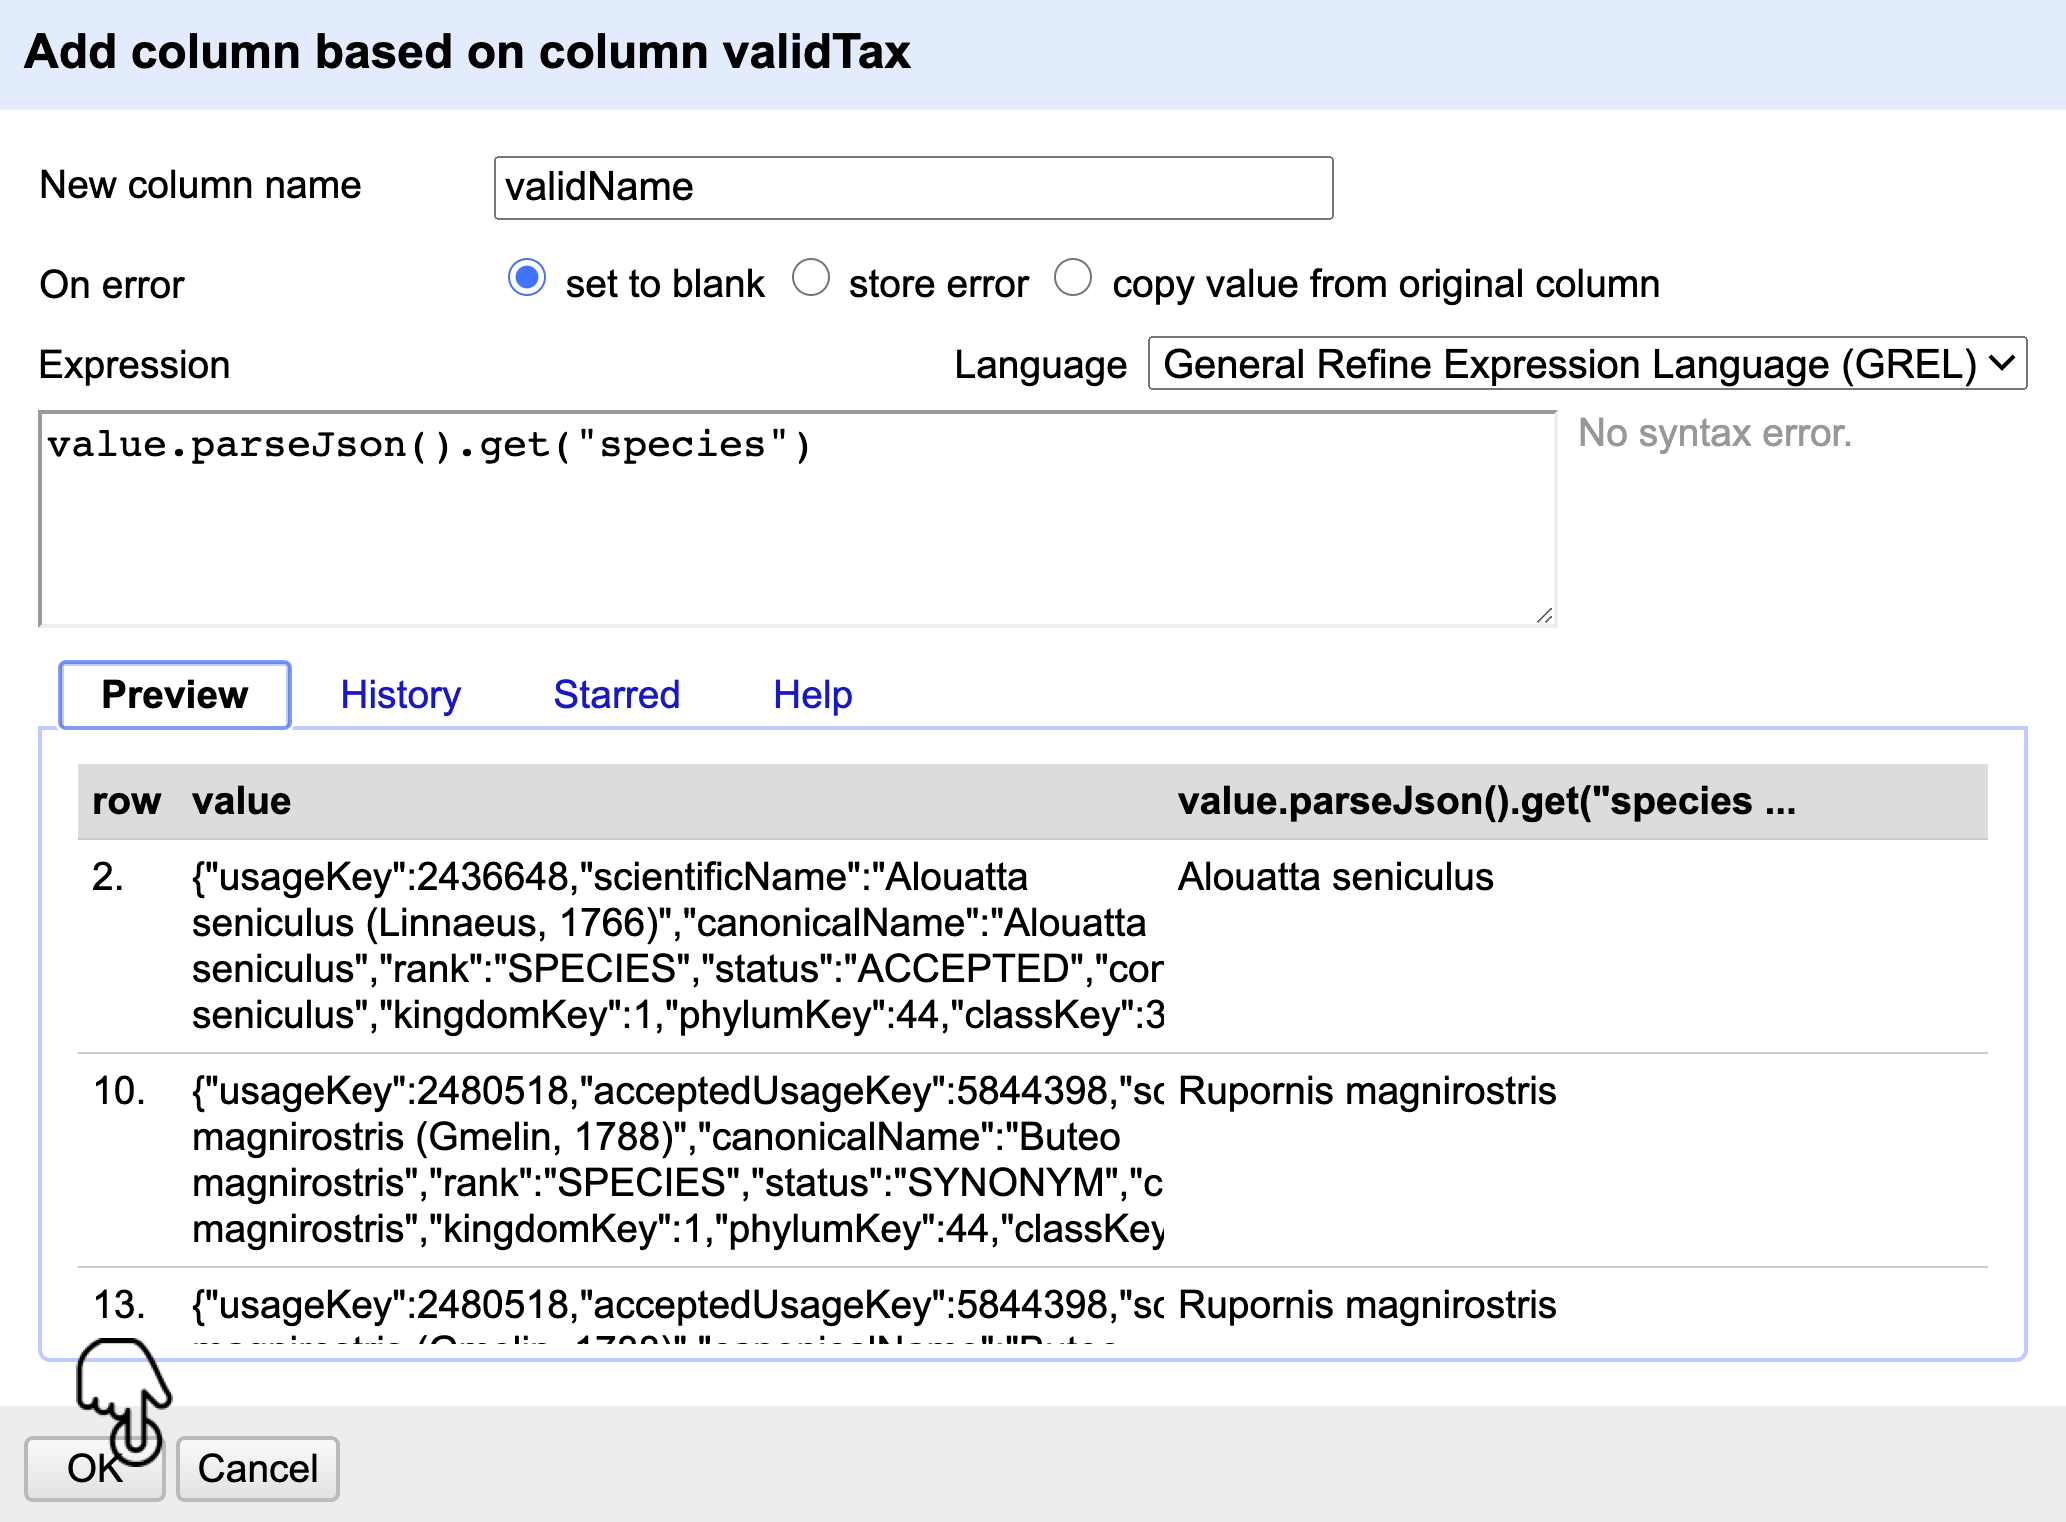 Add column based on column validTax
New column name validName
On error set to blank store error copy value from original column
Expression Language General Refine Expression Language (GREL)
value.parseJson().get("species")
No syntax error.
Preview History Starred Help
row value value.parseJson().get("species ...
2. {"usageKey":2436648,"scientificName":"Alouatta Alouatta seniculus
seniculus (Linnaeus, 1766)","canonicalName":"Alouatta
seniculus","rank":"SPECIES","status":"ACCEPTED","cor
seniculus","kingdomKey":1,"phylumKey":44,"classKey":3
10. {"usageKey":2480518,"acceptedUsageKey":5844398,"sc Rupornis magnirostris
magnirostris (Gmelin, 1788)","canonicalName":"Buteo
magnirostris","rank":"SPECIES","status":"SYNONYM","c
magnirostris","kingdomKey":1,"phylumKey":44,"classKey
13. {"usageKey":2480518,"acceptedUsageKey":5844398,"sc Rupornis magnirostris
magnirostris (Gmelin, 1788)","canonicalName":"Buteo
OK Cancel